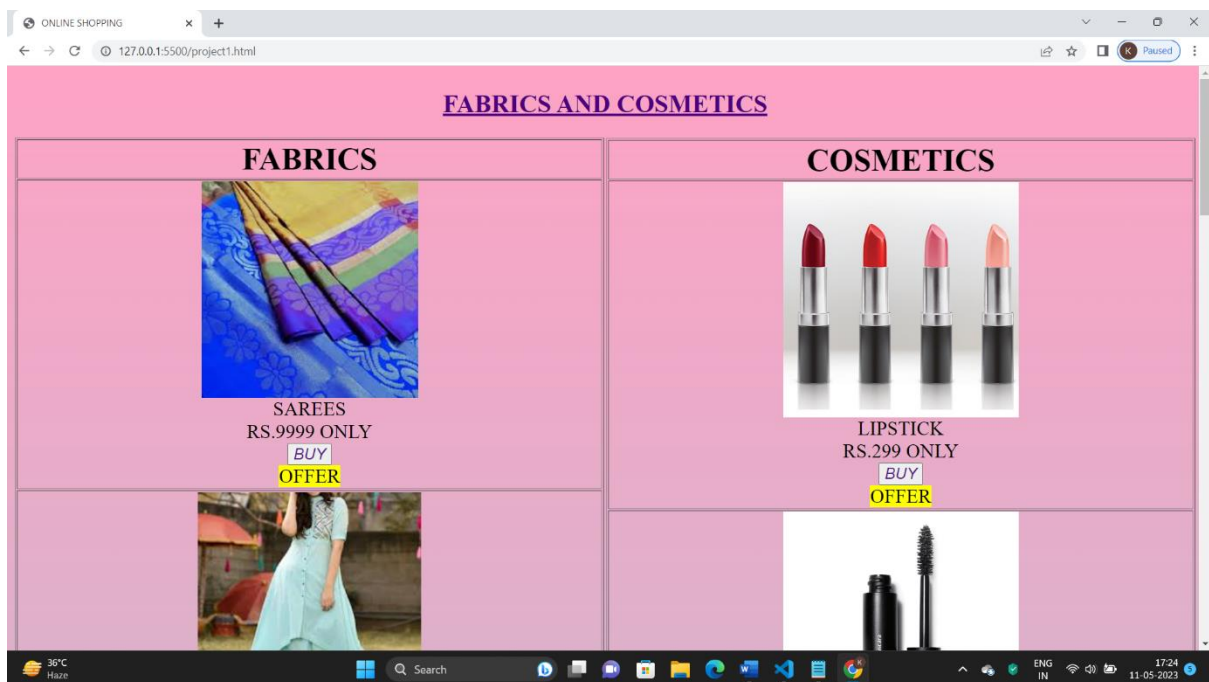 ONLINE SHOPPING
127.0.0.1:5500/project1.html
K Paused
FABRICS AND COSMETICS
FABRICS
SAREES
RS.9999 ONLY
BUY
OFFER
COSMETICS
LIPSTICK
RS.299 ONLY
BUY
OFFER
36°C
Haze
Search
ENG
IN
17:24
11-05-2023
5